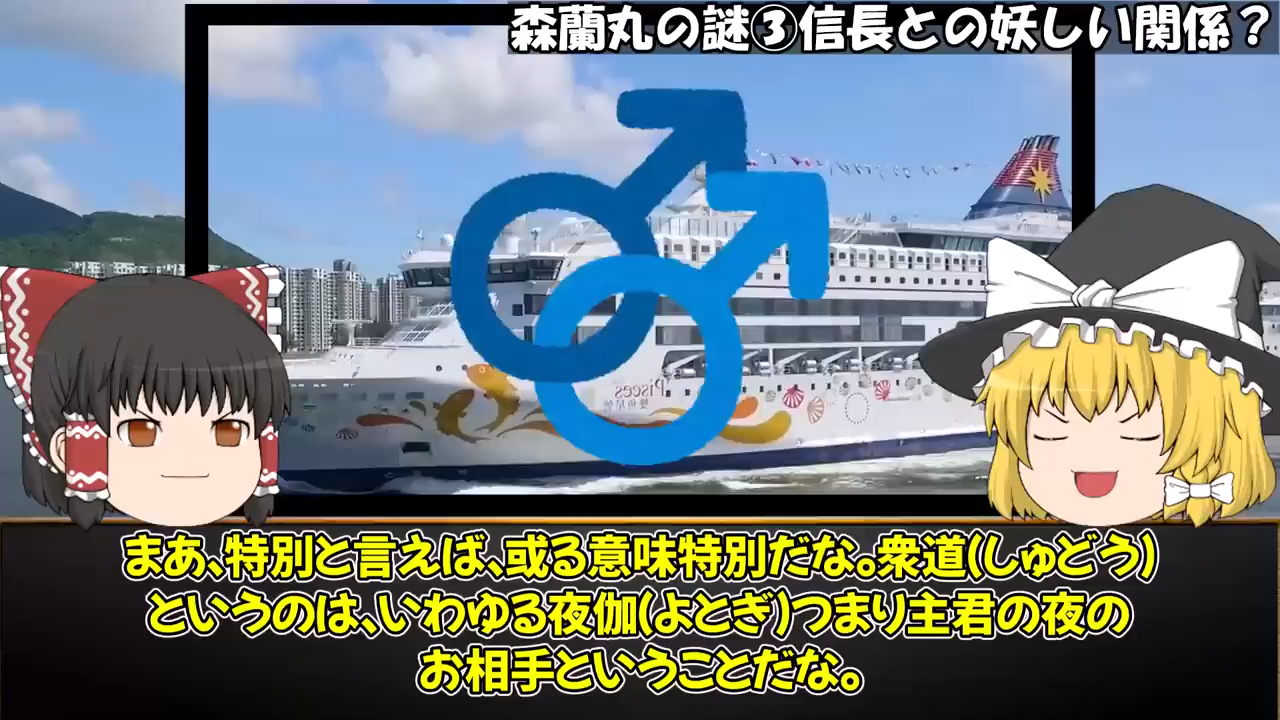 森蘭丸の謎③信長との妖しい関係？
Pisces
まあ、特別と言えば、或る意味特別だな。衆道(しゅどう)
というのは、いわゆる夜伽(よとぎ)つまり主君の夜の
お相手ということだな。